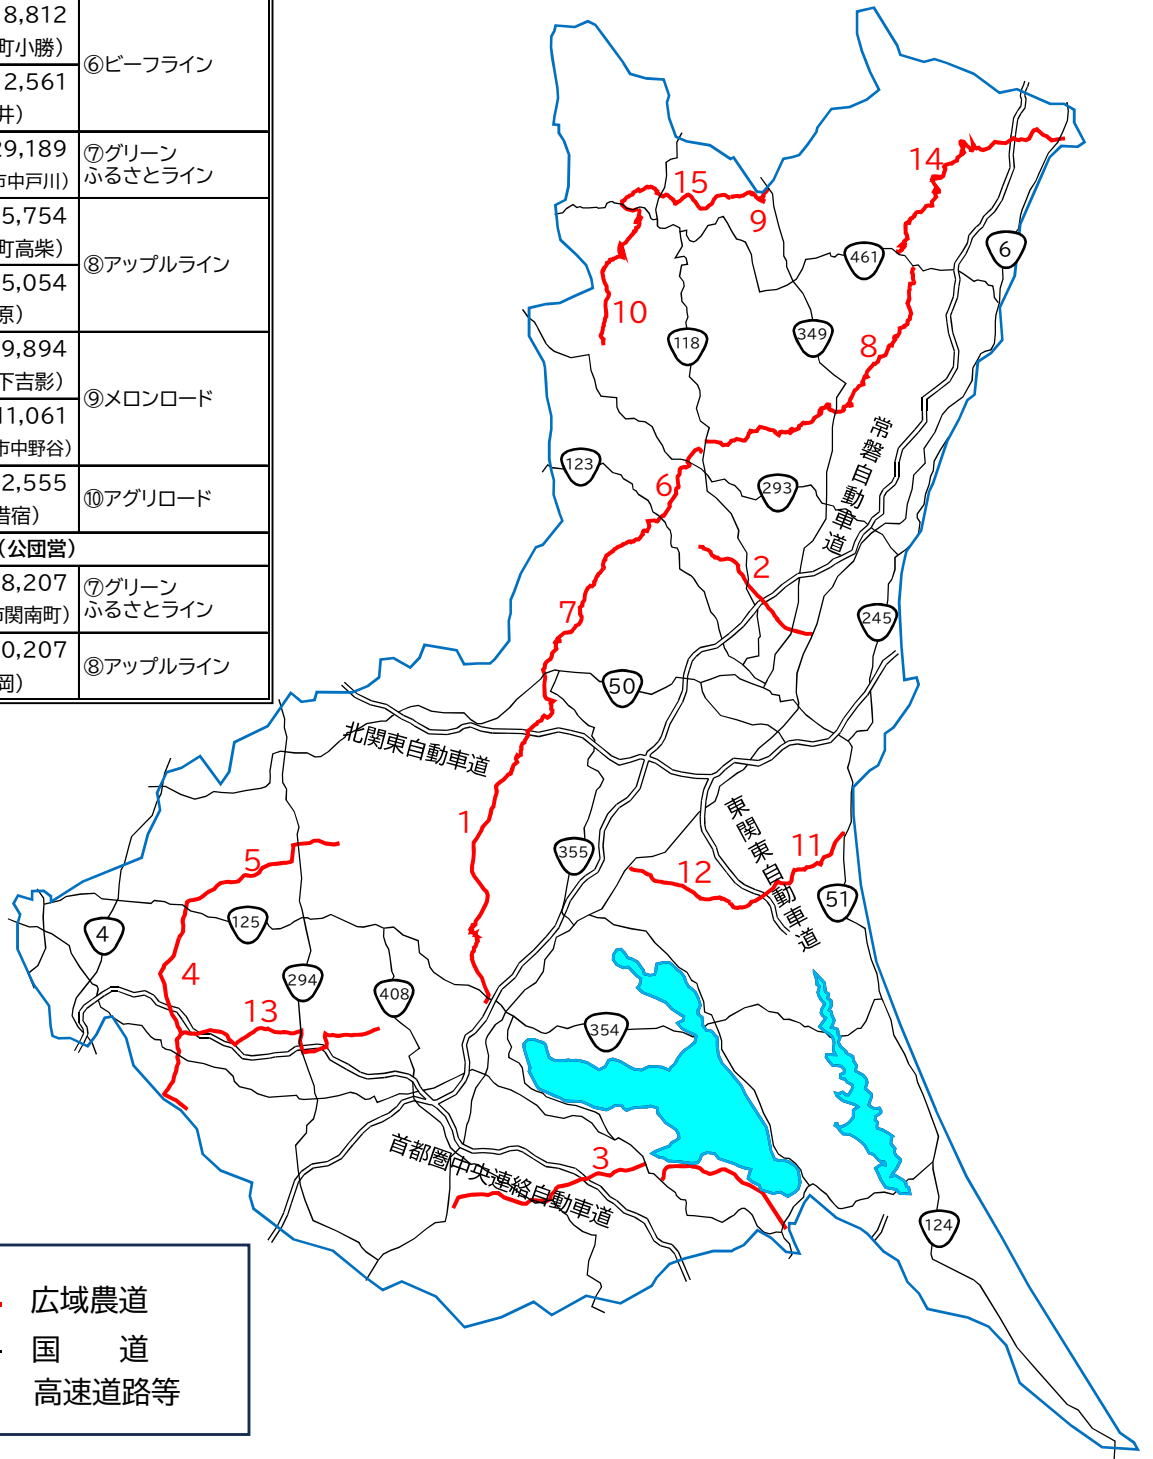 8,812
町小勝）
⑥ビーフライン
2,561
井）
29,189
市中戸川）
⑦グリーン
ふるさとライン
5,754
町高柴）
⑧アップルライン
5,054
原）
9,894
下吉影）
⑨メロンロード
11,061
市中野谷）
2,555
借宿）
⑩アグリロード
（公団営）
8,207
市関南町）
⑦グリーン
ふるさとライン
0,207
岡）
⑧アップルライン
14
15
9
6
461
10
118
349
8
常磐自動車道
123
6
293
2
7
245
50
北関東自動車道
東関東自動車道
1
355
11
5
12
51
125
4
4
294
408
13
354
首都圏中央連絡自動車道
3
124
広域農道
国　　道
高速道路等